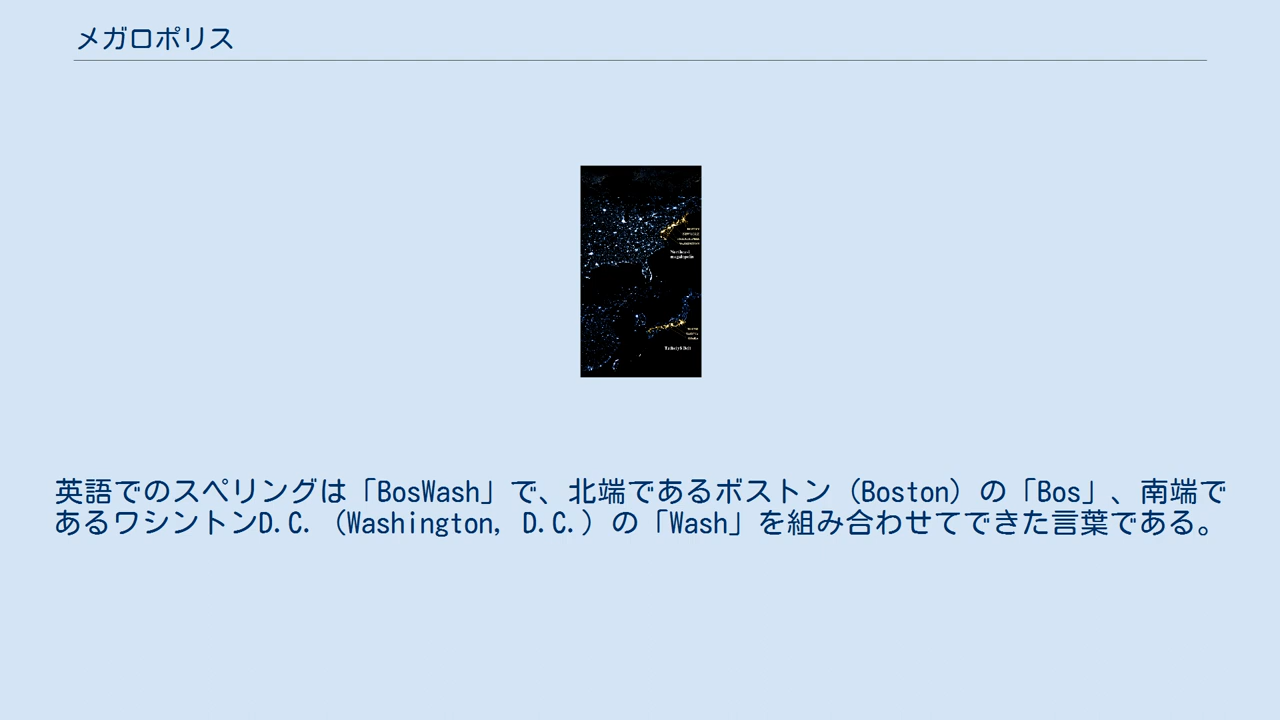 メガロポリス
Northeast
megalopolis
英語でのスペリングは「BosWash」で、北端であるボストン（Boston）の「Bos」、南端で
あるワシントンD.C.（Washington, D.C.）の「Wash」を組み合わせてできた言葉である。